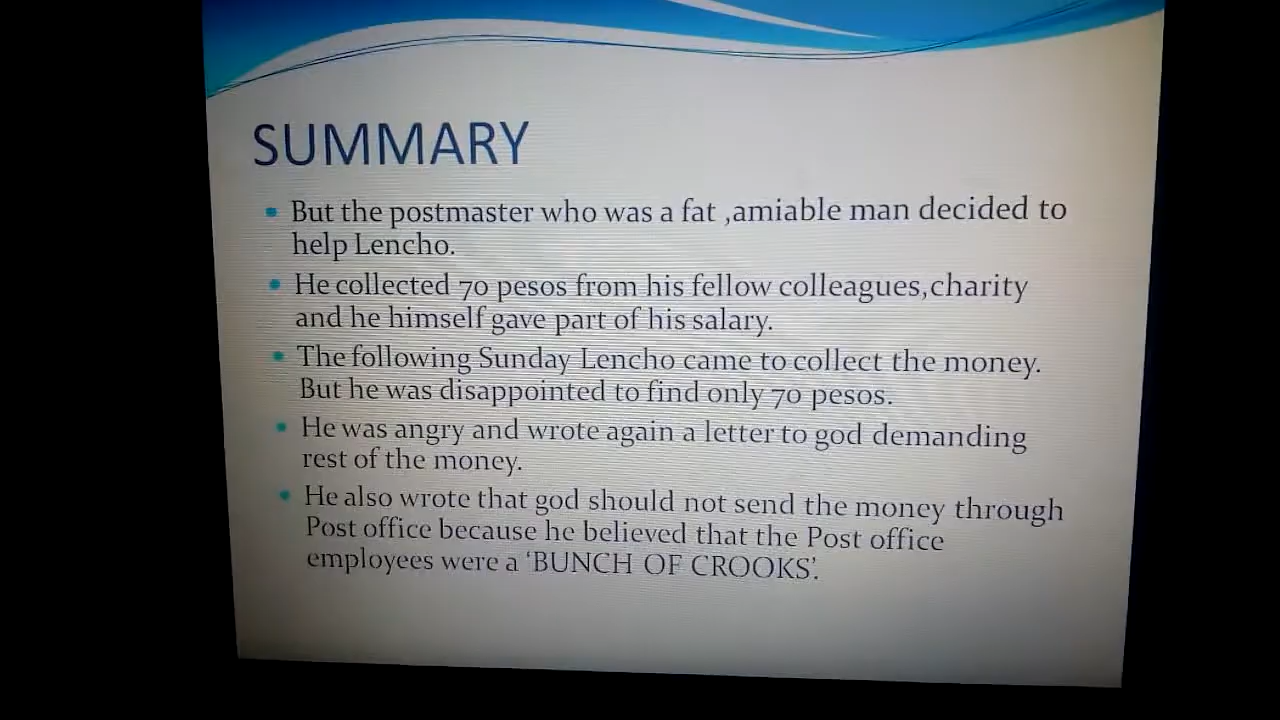 SUMMARY
But the postmaster who was a fat ,amiable man decided to
help Lencho.
He collected 70 pesos from his fellow colleagues,charity
and he himself gave part of his salary.
The following Sunday Lencho came to collect the money.
But he was disappointed to find only 70 pesos.
He was angry and wrote again a letter to god demanding
rest of the money.
He also wrote that god should not send the money through
Post office because he believed that the Post office
employees were a ‘BUNCH OF CROOKS’.